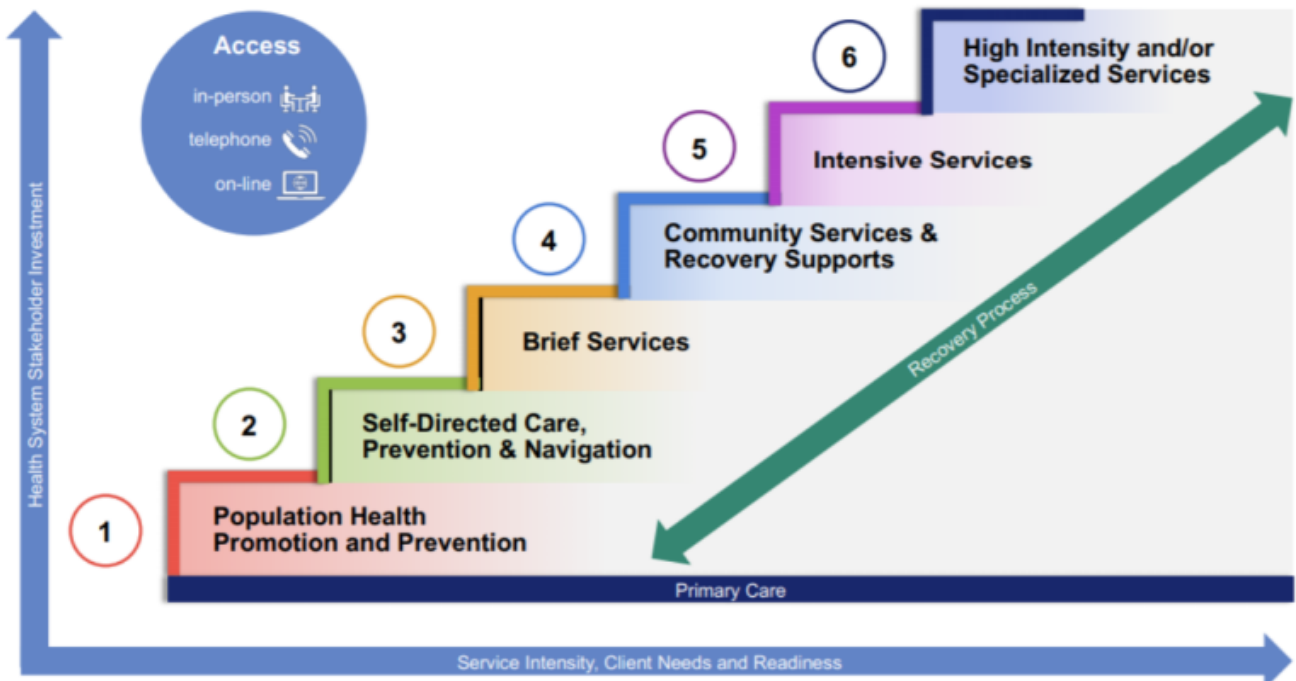 Access
in-person
telephone
on-line
6
High Intensity and/or
Specialized Services
5
Intensive Services
4
Community Services &
Recovery Supports
3
Brief Services
2
Self-Directed Care,
Prevention & Navigation
1
Population Health
Promotion and Prevention
Recovery Process
Primary Care
Health System Stakeholder Investment
Service Intensity, Client Needs and Readiness